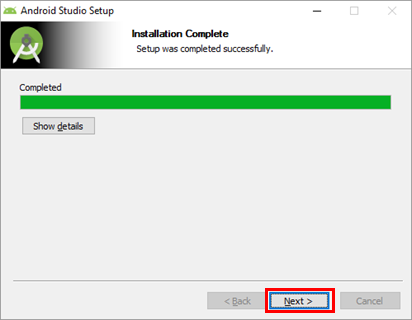 Android Studio Setup
Installation Complete
Setup was completed successfully.
Completed
Show details
< Back
Next >
Cancel